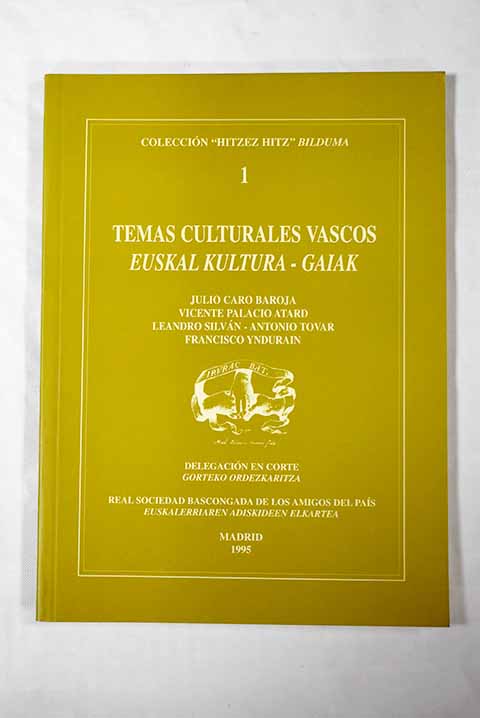 COLECCIÓN “HITZEZ HITZ” BILDUMA
1
TEMAS CULTURALES VASCOS
EUSKAL KULTURA - GAIAK
JULIO CARO BAROJA
VICENTE PALACIO ATARD
LEANDRO SILVÁN - ANTONIO TOVAR
FRANCISCO YNDURAIN
IRVRAC BAT.
DELEGACIÓN EN CORTE
GORTEKO ORDEZKARITZA
REAL SOCIEDAD BASCONGADA DE LOS AMIGOS DEL PAÍS
EUSKALERRIAREN ADISKIDEEN ELKARTEA
MADRID
1995